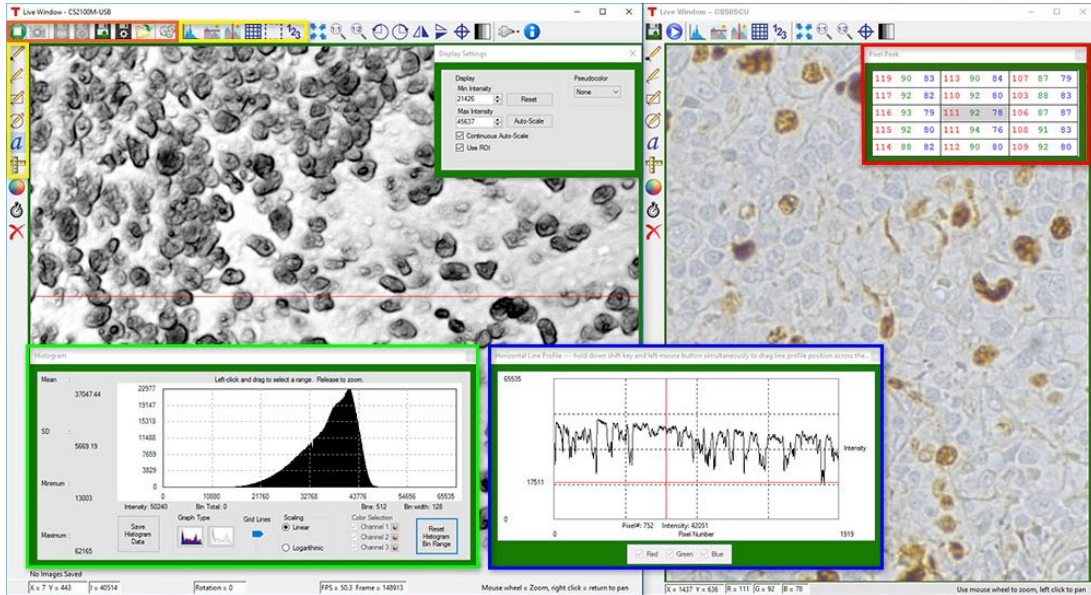 Live Window - CS2100M-USB
1:1
1:2
123
a
Display Settings
Display
Min Intensity
21426
Reset
Max Intensity
45637
Auto-Scale
Continuous Auto-Scale
Use ROI
Pseudocolor
None
Histogram
Mean :
37047.44
SD :
5669.19
Minimum :
13003
Maximum :
62165
Left-click and drag to select a range. Release to zoom.
22977
19147
15318
11488
7659
3829
0
0 10800 21760 32768 43776 54656 65535
Intensity: 50240 Bin Total: 0 Bins: 512 Bin width: 128
Save Histogram Data
Graph Type
Grid Lines
Scaling
Linear
Logarithmic
Color Selection
Channel 1
Channel 2
Channel 3
Reset Histogram Bin Range
Horizontal Line Profile --- hold down shift key and left mouse button simultaneously to drag line profile position across the...
65535
17511
0
Intensity
Pixel#: 752 Intensity: 42051
0 Pixel Number 1919
Red Green Blue
No Images Saved
X = 7 Y = 443 I = 40514 Rotation = 0 FPS = 50.3 Frame = 148913 Mouse wheel = Zoom, right click = return to pan
Live Window - CS505CU
123
a
Pixel Peek
119 90 83 113 90 84 107 87 79
117 92 82 110 92 80 103 88 83
116 93 79 111 92 78 106 87 87
115 92 80 111 94 76 108 91 83
114 88 82 112 90 80 109 92 80
X = 1437 Y = 636 R = 111 G = 92 B = 78 Use mouse wheel to zoom, left click to pan